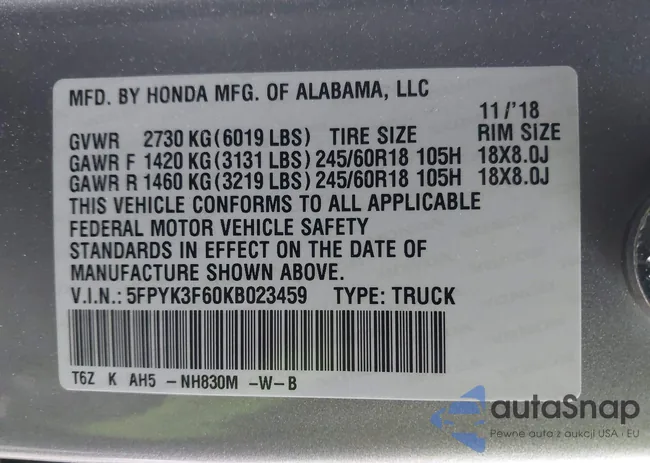 MFD. BY HONDA MFG. OF ALABAMA, LLC
11/'18
GVWR 2730 KG(6019 LBS) TIRE SIZE RIM SIZE
GAWR F 1420 KG(3131 LBS) 245/60R18 105H 18X8.0J
GAWR R 1460 KG(3219 LBS) 245/60R18 105H 18X8.0J
THIS VEHICLE CONFORMS TO ALL APPLICABLE
FEDERAL MOTOR VEHICLE SAFETY
STANDARDS IN EFFECT ON THE DATE OF
MANUFACTURE SHOWN ABOVE.
V.I.N.: 5FPYK3F60KB023459 TYPE: TRUCK
T6Z K AH5 -NH830M -W-B
autaSnap
Pewne auta z aukcji USA i EU